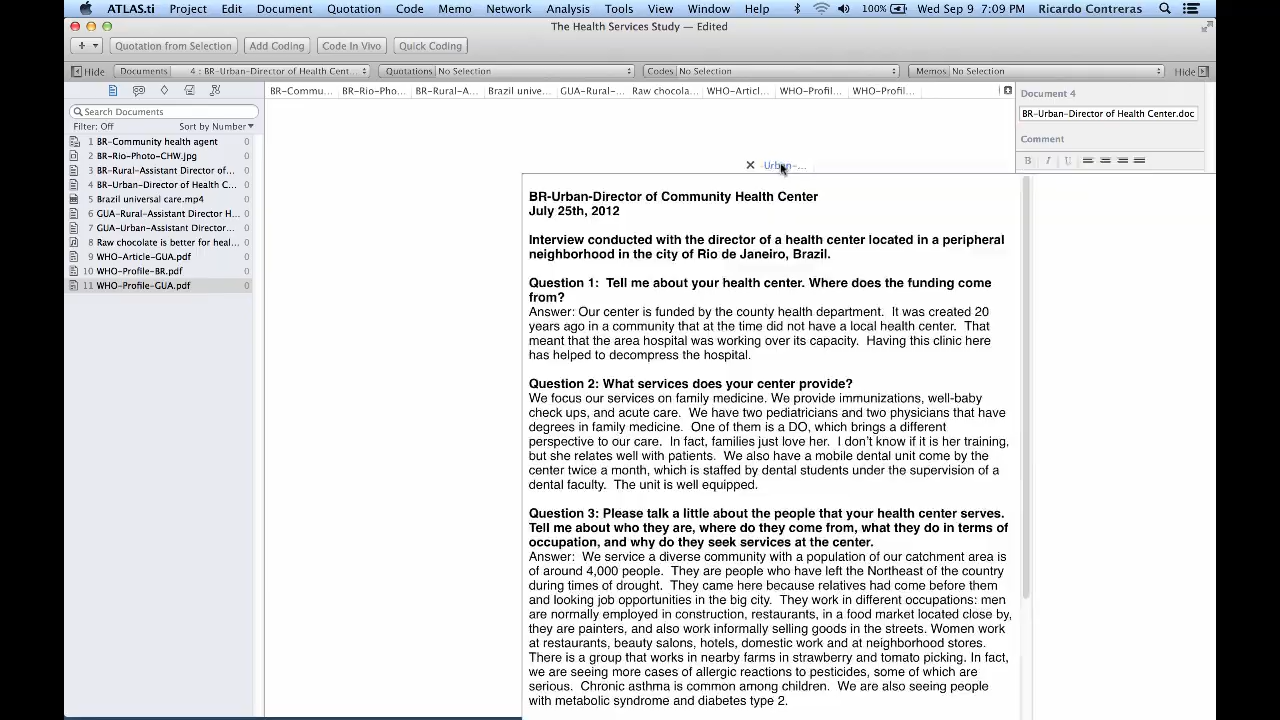 ATLAS.ti Project Edit Document Quotation Code Memo Network Analysis Tools View Window Help 100% Wed Sep 9 7:09 PM Ricardo Contreras
The Health Services Study — Edited
+ Quotation from Selection Add Coding Code In Vivo Quick Coding
Hide Documents 4 : BR-Urban-Director of Health Cent... Quotations No Selection Codes No Selection Memos No Selection Hide
BR-Commu... BR-Rio-Pho... BR-Rural-A... Brazil unive... GUA-Rural-... Raw chocola... WHO-Articl... WHO-Profil... WHO-Profil...
Search Documents
Filter: Off Sort by Number
1 BR-Community health agent 0
2 BR-Rio-Photo-CHW.jpg 0
3 BR-Rural-Assistant Director of... 0
4 BR-Urban-Director of Health C... 0
5 Brazil universal care.mp4 0
6 GUA-Rural-Assistant Director H... 0
7 GUA-Urban-Assistant Director... 0
8 Raw chocolate is better for heal... 0
9 WHO-Article-GUA.pdf 0
10 WHO-Profile-BR.pdf 0
11 WHO-Profile-GUA.pdf 0
Document 4
BR-Urban-Director of Health Center.doc
Comment
B I U
Urban-...
BR-Urban-Director of Community Health Center
July 25th, 2012
Interview conducted with the director of a health center located in a peripheral
neighborhood in the city of Rio de Janeiro, Brazil.
Question 1: Tell me about your health center. Where does the funding come
from?
Answer: Our center is funded by the county health department. It was created 20
years ago in a community that at the time did not have a local health center. That
meant that the area hospital was working over its capacity. Having this clinic here
has helped to decompress the hospital.
Question 2: What services does your center provide?
We focus our services on family medicine. We provide immunizations, well-baby
check ups, and acute care. We have two pediatricians and two physicians that have
degrees in family medicine. One of them is a DO, which brings a different
perspective to our care. In fact, families just love her. I don't know if it is her training,
but she relates well with patients. We also have a mobile dental unit come by the
center twice a month, which is staffed by dental students under the supervision of a
dental faculty. The unit is well equipped.
Question 3: Please talk a little about the people that your health center serves.
Tell me about who they are, where do they come from, what they do in terms of
occupation, and why do they seek services at the center.
Answer: We service a diverse community with a population of our catchment area is
of around 4,000 people. They are people who have left the Northeast of the country
during times of drought. They came here because relatives had come before them
and looking job opportunities in the big city. They work in different occupations: men
are normally employed in construction, restaurants, in a food market located close by,
they are painters, and also work informally selling goods in the streets. Women work
at restaurants, beauty salons, hotels, domestic work and at neighborhood stores.
There is a group that works in nearby farms in strawberry and tomato picking. In fact,
we are seeing more cases of allergic reactions to pesticides, some of which are
serious. Chronic asthma is common among children. We are also seeing people
with metabolic syndrome and diabetes type 2.